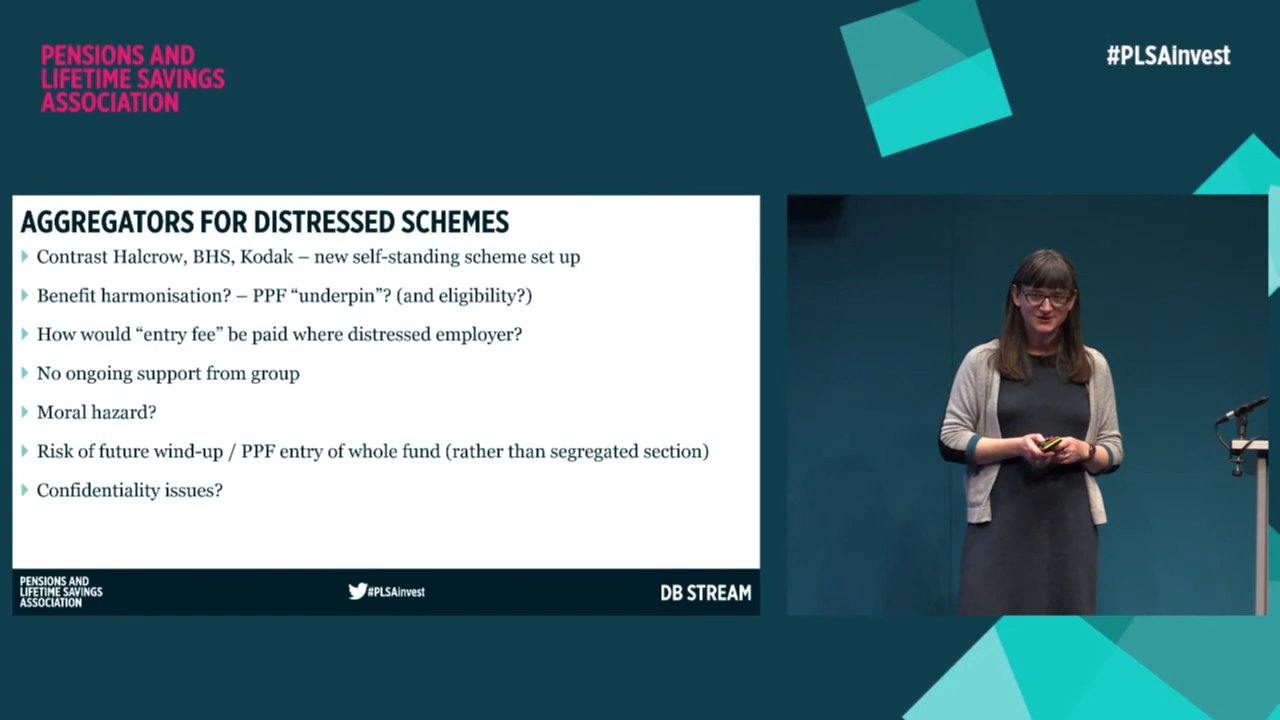 PENSIONS AND
LIFETIME SAVINGS
ASSOCIATION
#PLSAinvest
AGGREGATORS FOR DISTRESSED SCHEMES
Contrast Halcrow, BHS, Kodak – new self-standing scheme set up
Benefit harmonisation? – PPF “underpin”? (and eligibility?)
How would “entry fee” be paid where distressed employer?
No ongoing support from group
Moral hazard?
Risk of future wind-up / PPF entry of whole fund (rather than segregated section)
Confidentiality issues?
PENSIONS AND
LIFETIME SAVINGS
ASSOCIATION
#PLSAinvest
DB STREAM